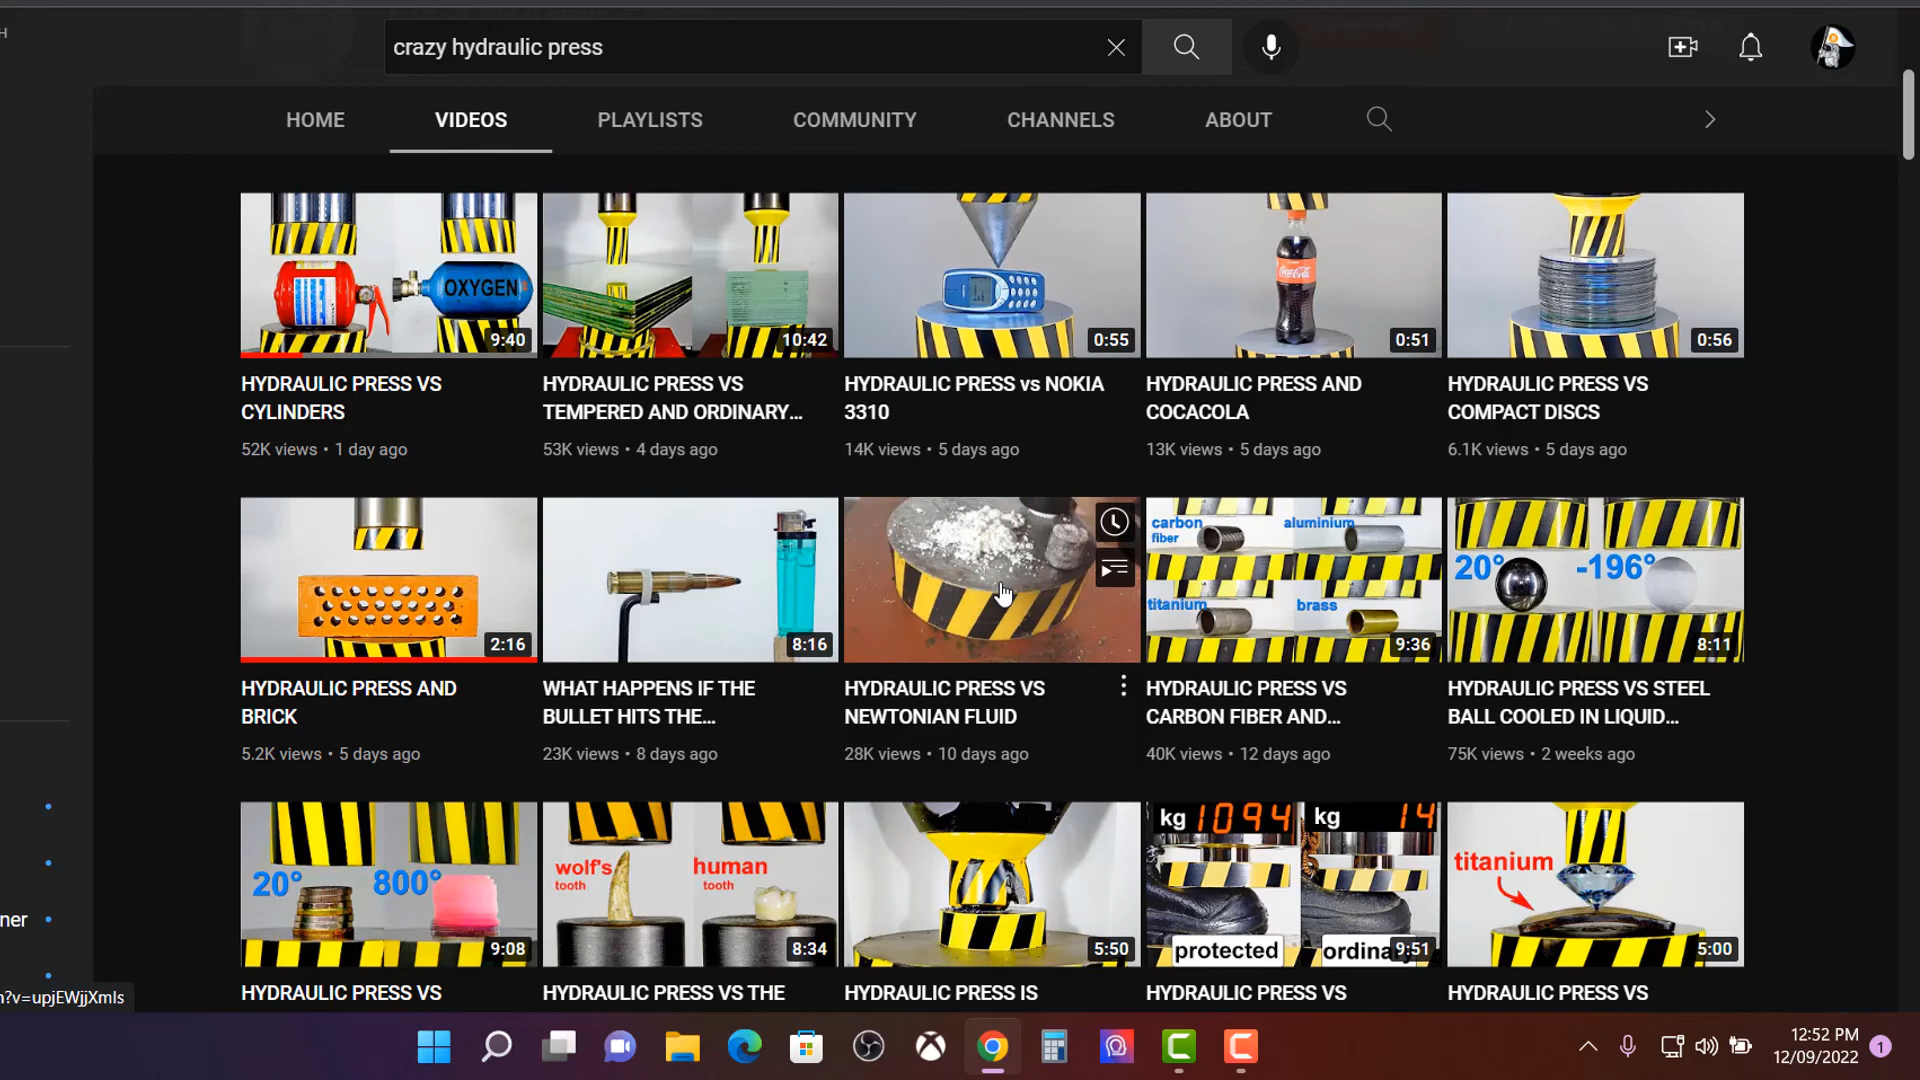 H
crazy hydraulic press
HOME
VIDEOS
PLAYLISTS
COMMUNITY
CHANNELS
ABOUT
OXYGEN
9:40
10:42
0:55
Coca-Cola
0:51
0:56
HYDRAULIC PRESS VS
CYLINDERS
52K views • 1 day ago
HYDRAULIC PRESS VS
TEMPERED AND ORDINARY...
53K views • 4 days ago
HYDRAULIC PRESS vs NOKIA
3310
14K views • 5 days ago
HYDRAULIC PRESS AND
COCACOLA
13K views • 5 days ago
HYDRAULIC PRESS VS
COMPACT DISCS
6.1K views • 5 days ago
2:16
8:16
carbon
fiber
aluminium
titanium
brass
9:36
20°
-196°
8:11
HYDRAULIC PRESS AND
BRICK
5.2K views • 5 days ago
WHAT HAPPENS IF THE
BULLET HITS THE...
23K views • 8 days ago
HYDRAULIC PRESS VS
NEWTONIAN FLUID
28K views • 10 days ago
HYDRAULIC PRESS VS
CARBON FIBER AND...
40K views • 12 days ago
HYDRAULIC PRESS VS STEEL
BALL COOLED IN LIQUID...
75K views • 2 weeks ago
20°
800°
9:08
wolf's
tooth
human
tooth
8:34
5:50
kg 1094
kg 14
protected
ordinar
9:51
titanium
5:00
HYDRAULIC PRESS VS
HYDRAULIC PRESS VS THE
HYDRAULIC PRESS IS
HYDRAULIC PRESS VS
HYDRAULIC PRESS VS
ner
?v=upjEWjjXmIs
12:52 PM
12/09/2022
1